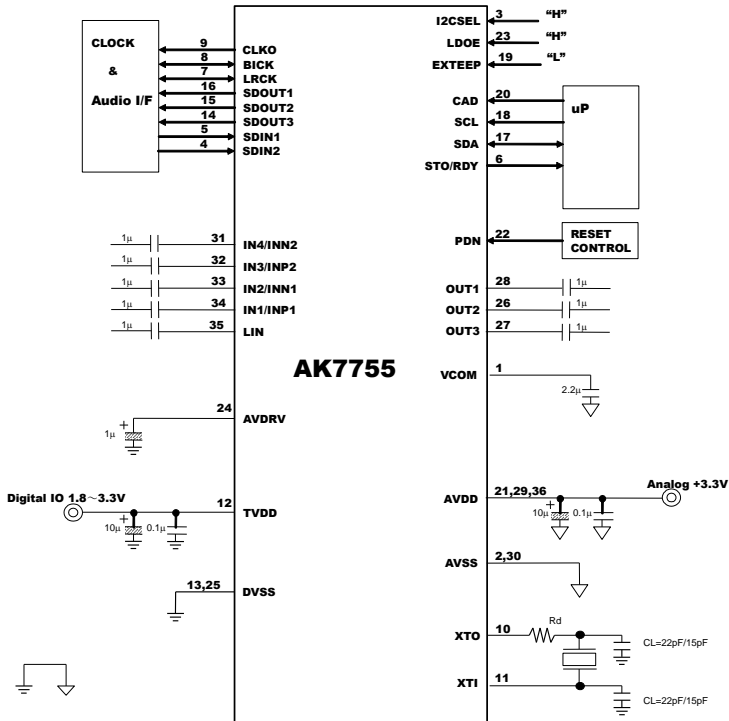 CLOCK
&
Audio I/F
9 CLKO
8 BICK
7 LRCK
16 SDOUT1
15 SDOUT2
14 SDOUT3
5 SDIN1
4 SDIN2
1µ 31 IN4/INN2
1µ 32 IN3/INP2
1µ 33 IN2/INN1
1µ 34 IN1/INP1
1µ 35 LIN
AK7755
24 AVDRV
+
1µ
Digital IO 1.8～3.3V
12 TVDD
+
10µ 0.1µ
13,25 DVSS
I2CSEL 3 “H”
LDOE 23 “H”
EXTEEP 19 “L”
CAD 20
SCL 18
SDA 17
STO/RDY 6
uP
PDN 22
RESET
CONTROL
OUT1 28 1µ
OUT2 26 1µ
OUT3 27 1µ
VCOM 1
2.2µ
Analog +3.3V
AVDD 21,29,36
+
10µ 0.1µ
AVSS 2,30
XTO 10 Rd
CL=22pF/15pF
XTI 11
CL=22pF/15pF